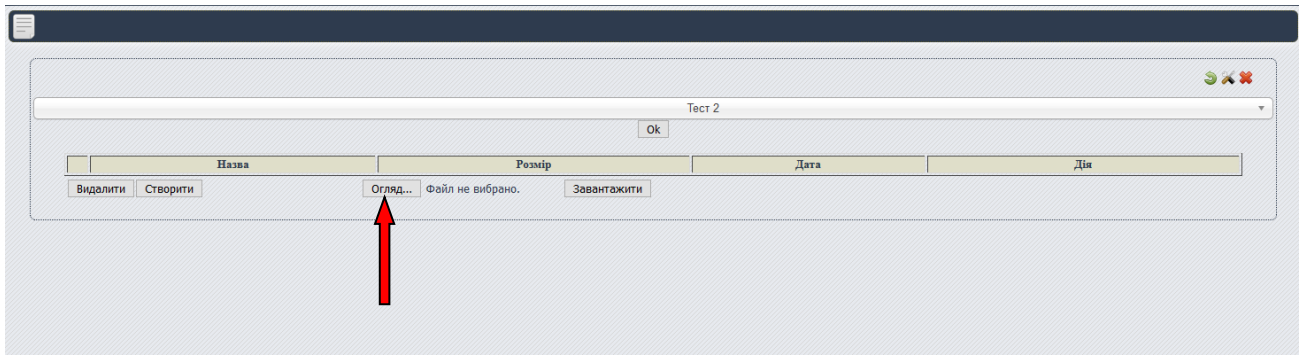 Тест 2
Ok
Назва Розмір Дата Дія
Видалити Створити Огляд... Файл не вибрано. Завантажити